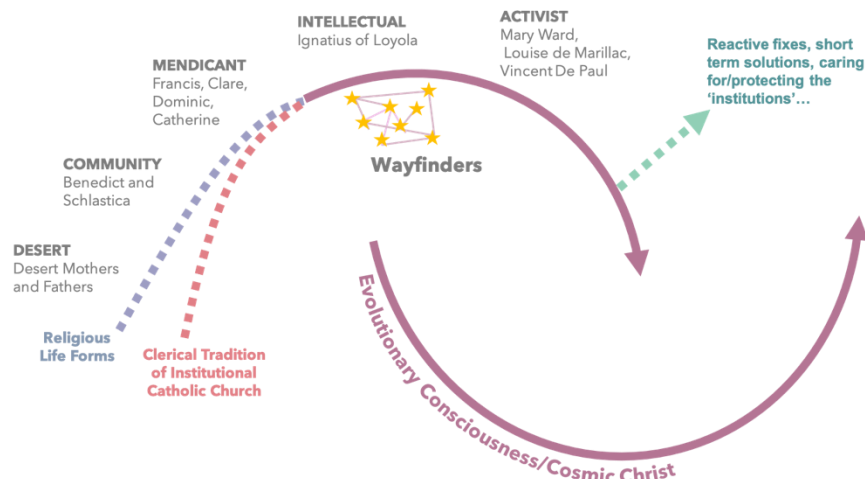 INTELLECTUAL
Ignatius of Loyola
ACTIVIST
Mary Ward,
Louise de Marillac,
Vincent De Paul
Reactive fixes, short
term solutions, caring
for/protecting the
‘institutions’...
MENDICANT
Francis, Clare,
Dominic,
Catherine
Wayfinders
COMMUNITY
Benedict and
Schlastica
DESERT
Desert Mothers
and Fathers
Religious
Life Forms
Clerical Tradition
of Institutional
Catholic Church
Evolutionary Consciousness/Cosmic Christ